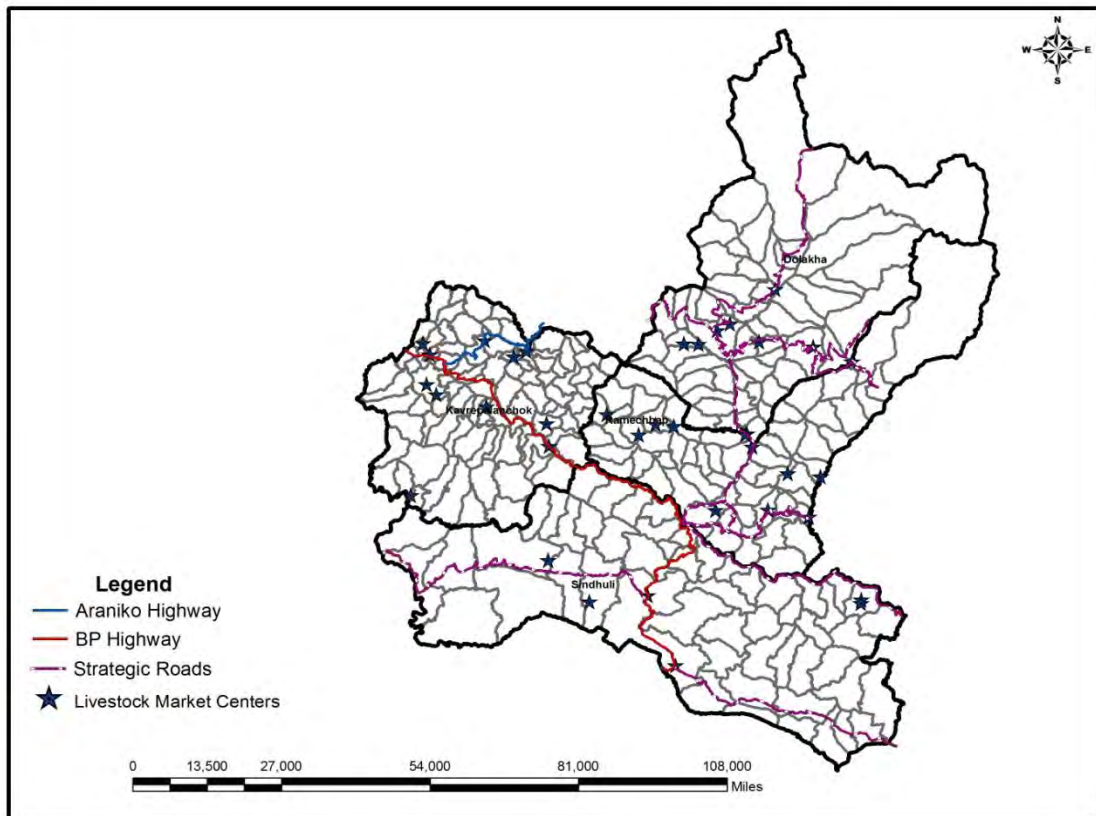 N
W E
S
Dolakha
Kavrepalanchok
Ramechhap
Sindhuli
Legend
Araniko Highway
BP Highway
Strategic Roads
Livestock Market Centers
0 13,500 27,000 54,000 81,000 108,000
Miles